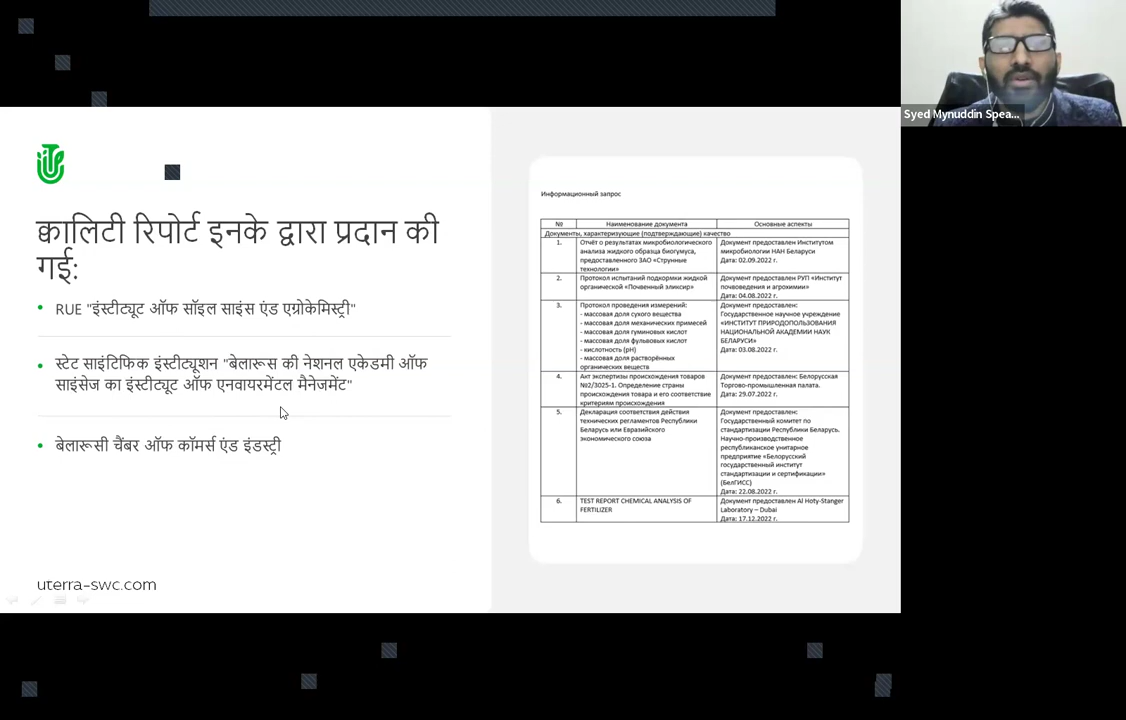 Syed Mynuddin Spea...
क्वालिटी रिपोर्ट इनके द्वारा प्रदान की
गई:
RUE "इंस्टीट्यूट ऑफ सॉइल साइंस एंड एग्रोकेमिस्ट्री"
स्टेट साइंटिफिक इंस्टीट्यूशन "बेलारूस की नेशनल एकेडमी ऑफ
साइंसेज का इंस्टीट्यूट ऑफ एनवायरमेंटल मैनेजमेंट"
बेलारूसी चैंबर ऑफ कॉमर्स एंड इंडस्ट्री
uterra-swc.com
Информационный запрос
№ Наименование документа Основные аспекты
Документы, характеризующие (подтверждающие) качество
1.
Отчёт о результатах микробиологического
анализа жидкого образца биогумуса,
предоставленного ЗАО «Струнные
технологии»
Документ предоставлен Институтом
микробиологии НАН Беларуси
Дата: 02.09.2022 г.
2.
Протокол испытаний подкормки жидкой
органической «Почвенный эликсир»
Документ предоставлен РУП «Институт
почвоведения и агрохимии»
Дата: 04.08.2022 г.
3.
Протокол проведения измерений:
- массовая доля сухого вещества
- массовая доля механических примесей
- массовая доля гуминовых кислот
- массовая доля фульвовых кислот
- кислотность (pH)
- массовая доля растворённых
органических веществ
Документ предоставлен:
Государственное научное учреждение
«ИНСТИТУТ ПРИРОДОПОЛЬЗОВАНИЯ
НАЦИОНАЛЬНОЙ АКАДЕМИИ НАУК
БЕЛАРУСИ»
Дата: 03.08.2022 г.
4.
Акт экспертизы происхождения товаров
№2/3025-1. Определение страны
происхождения товара и его соответствие
критериям происхождения
Документ предоставлен: Белорусская
Торгово-промышленная палата.
Дата: 29.07.2022 г.
5.
Декларация соответствия действия
технических регламентов Республики
Беларусь или Евразийского
экономического союза
Документ предоставлен:
Государственный комитет по
стандартизации Республики Беларусь.
Научно-производственное
республиканское унитарное
предприятие «Белорусский
государственный институт
стандартизации и сертификации»
(БелГИСС)
Дата: 22.08.2022 г.
6.
TEST REPORT CHEMICAL ANALYSIS OF
FERTILIZER
Документ предоставлен Al Hoty-Stanger
Laboratory – Dubai
Дата: 17.12.2022 г.